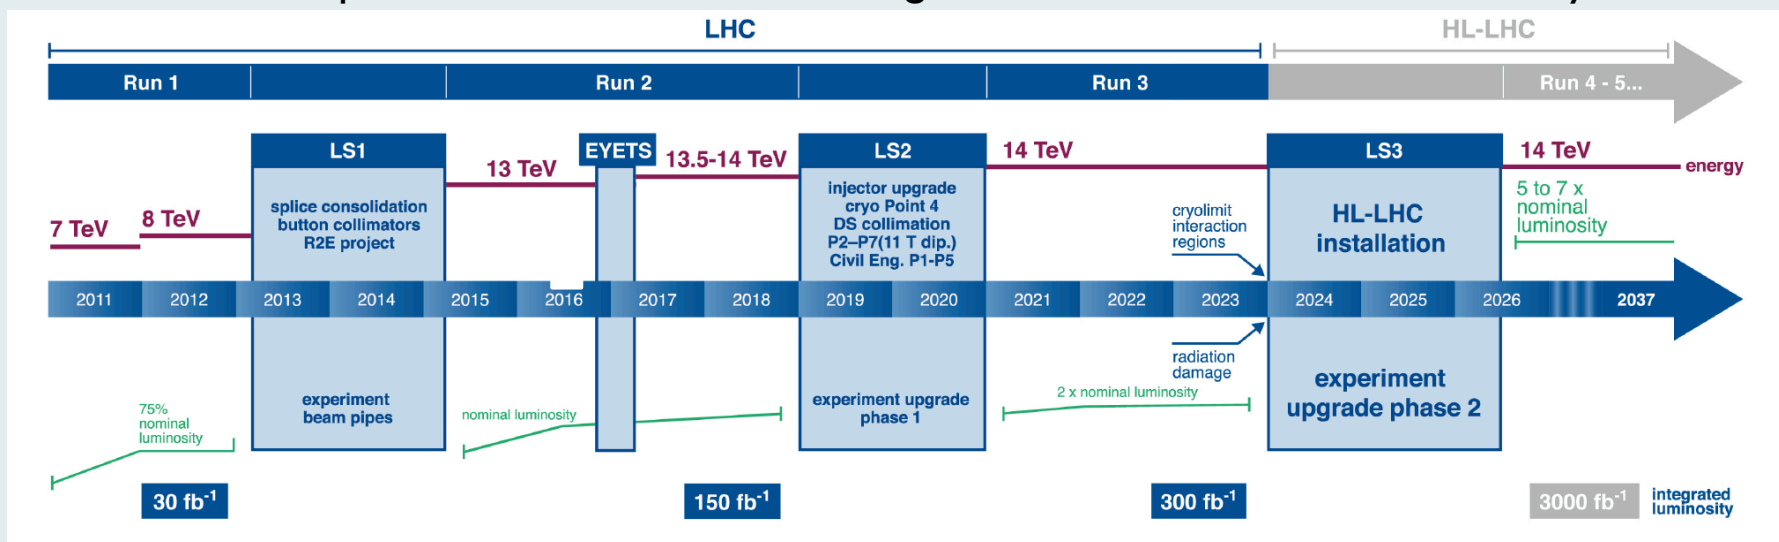 LHC
HL-LHC
Run 1
Run 2
Run 3
Run 4 - 5...
LS1
EYETS
LS2
LS3
13 TeV
13.5-14 TeV
14 TeV
14 TeV
energy
7 TeV
8 TeV
splice consolidation
button collimators
R2E project
injector upgrade
cryo Point 4
DS collimation
P2–P7(11 T dip.)
Civil Eng. P1-P5
cryolimit
interaction
regions
HL-LHC
installation
5 to 7 x
nominal
luminosity
2011
2012
2013
2014
2015
2016
2017
2018
2019
2020
2021
2022
2023
2024
2025
2026
2037
radiation
damage
75%
nominal
luminosity
experiment
beam pipes
nominal luminosity
experiment upgrade
phase 1
2 x nominal luminosity
experiment
upgrade phase 2
30 fb⁻¹
150 fb⁻¹
300 fb⁻¹
3000 fb⁻¹
integrated
luminosity